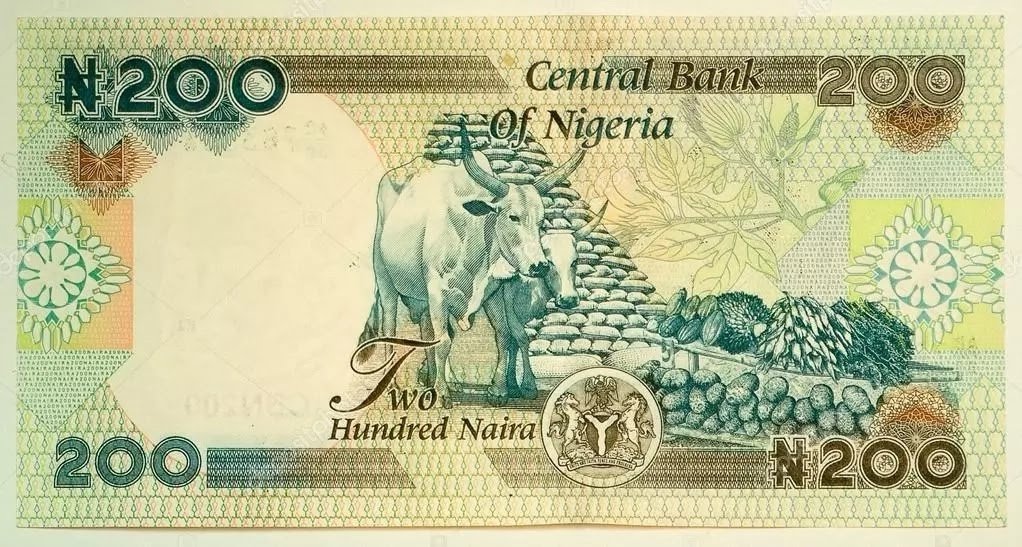 ₦200
Central Bank
Of Nigeria
200
Two
Hundred Naira
200
₦200